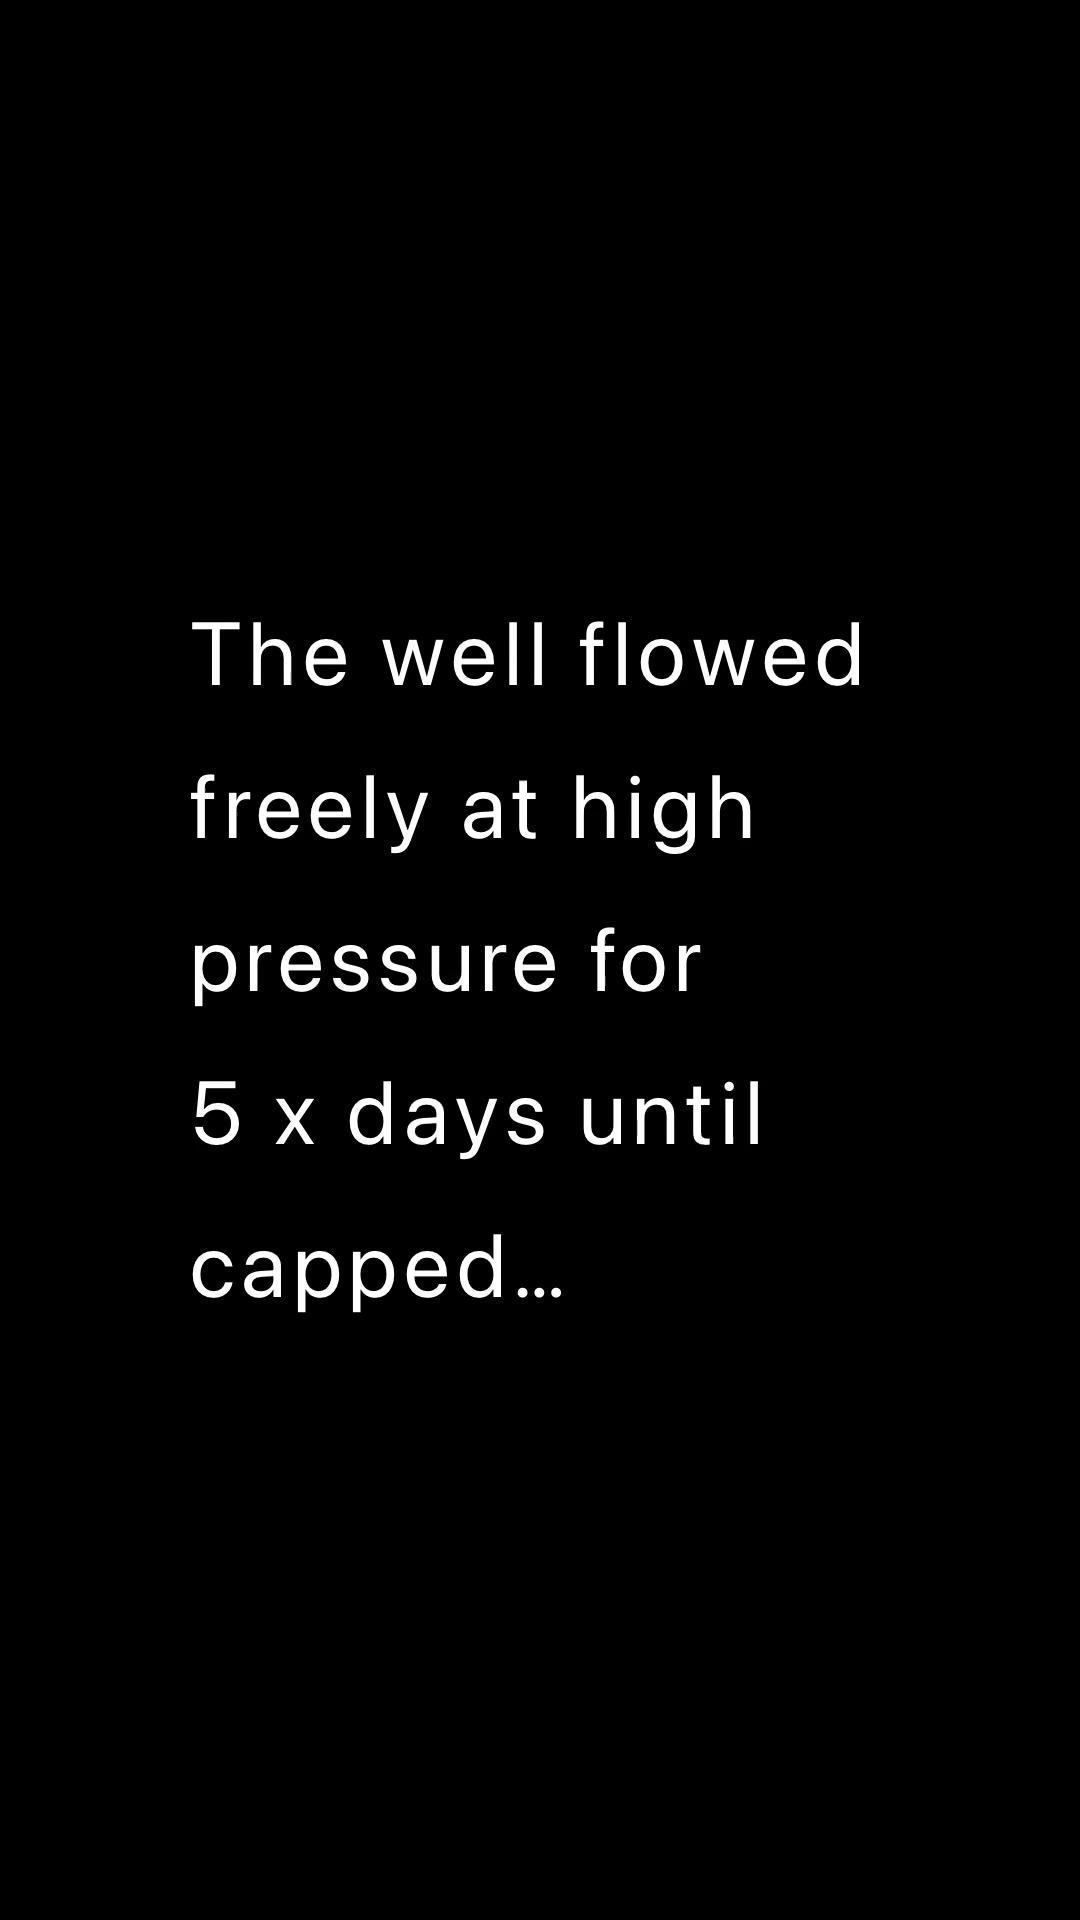 The well flowed
freely at high
pressure for
5 x days until
capped…